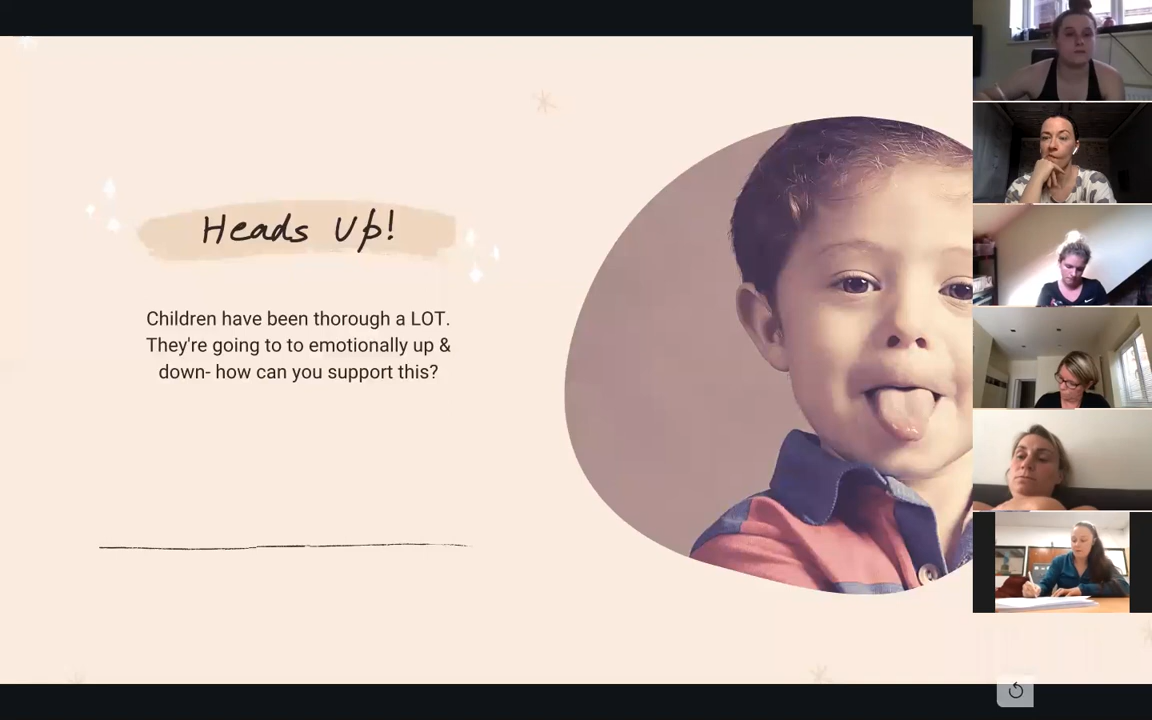 Heads Up!
Children have been thorough a LOT.
They're going to to emotionally up &
down- how can you support this?